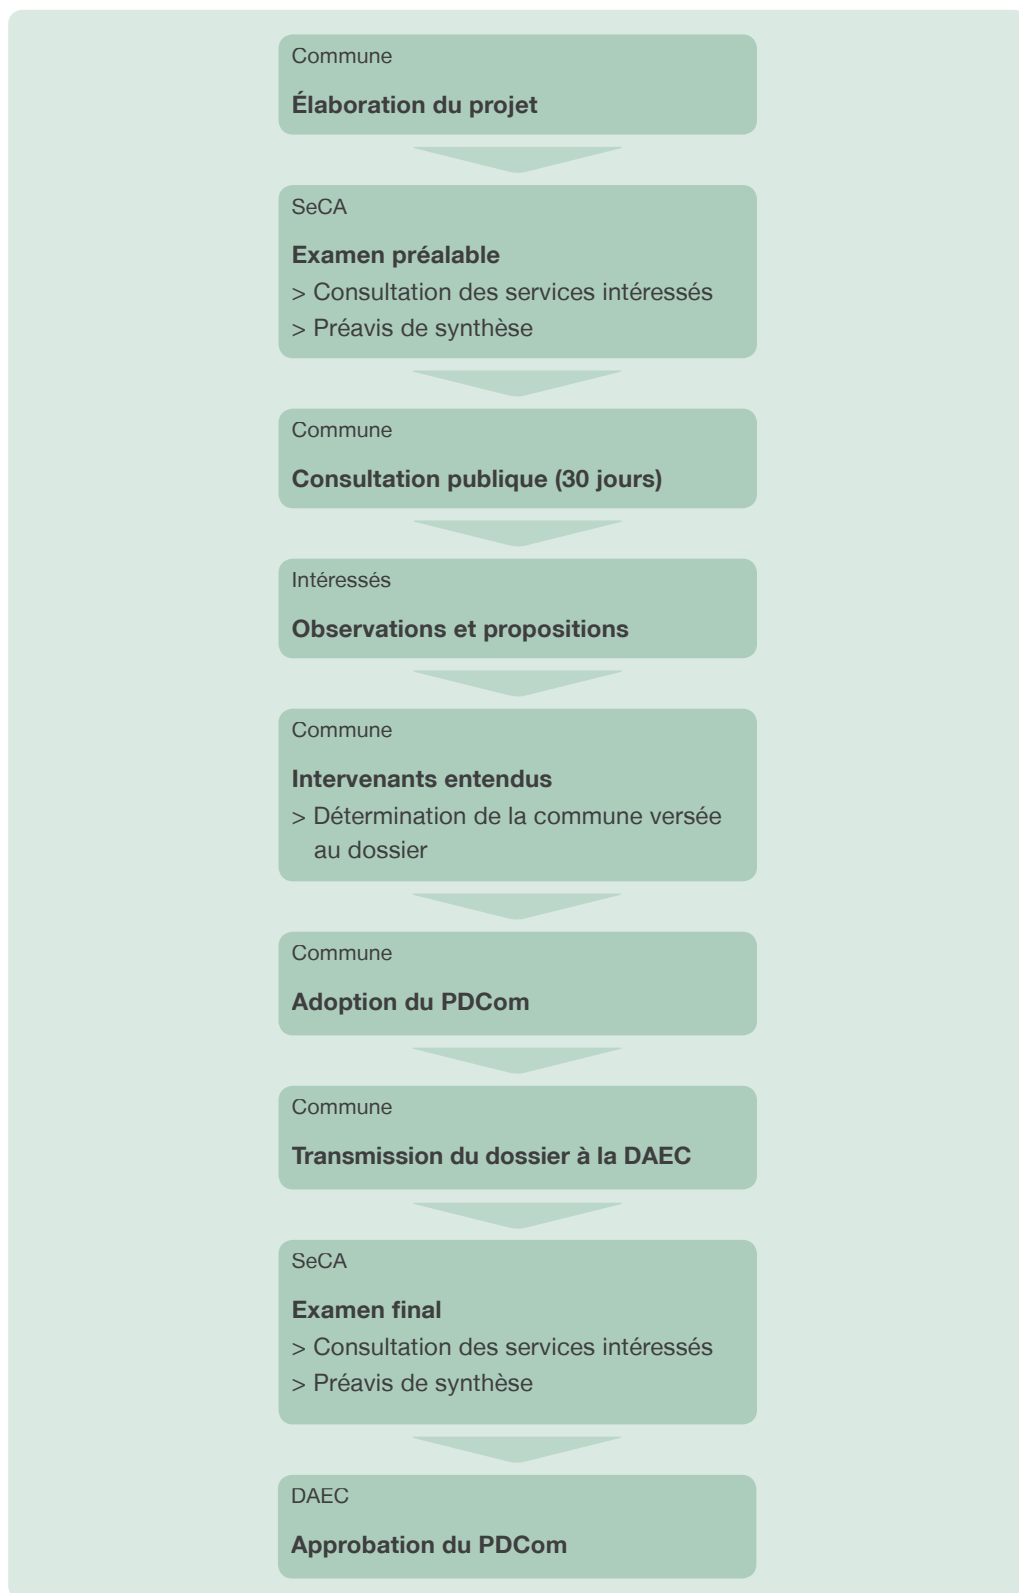 Commune
Élaboration du projet
SeCA
Examen préalable
> Consultation des services intéressés
> Préavis de synthèse
Commune
Consultation publique (30 jours)
Intéressés
Observations et propositions
Commune
Intervenants entendus
> Détermination de la commune versée
au dossier
Commune
Adoption du PDCom
Commune
Transmission du dossier à la DAEC
SeCA
Examen final
> Consultation des services intéressés
> Préavis de synthèse
DAEC
Approbation du PDCom